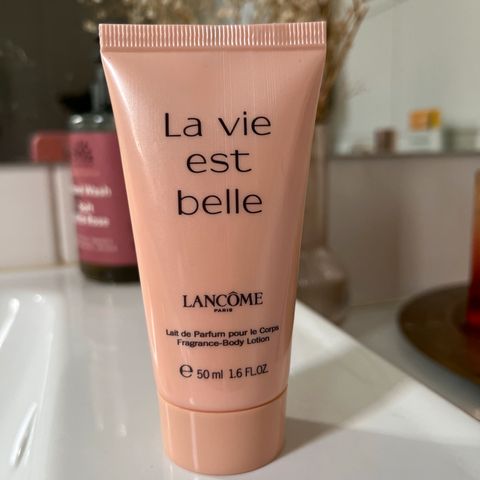 La vie
est
belle
LANCÔME
PARIS
Lait de Parfum pour le Corps
Fragrance-Body Lotion
e 50 ml 1.6 FL.OZ.
Wash